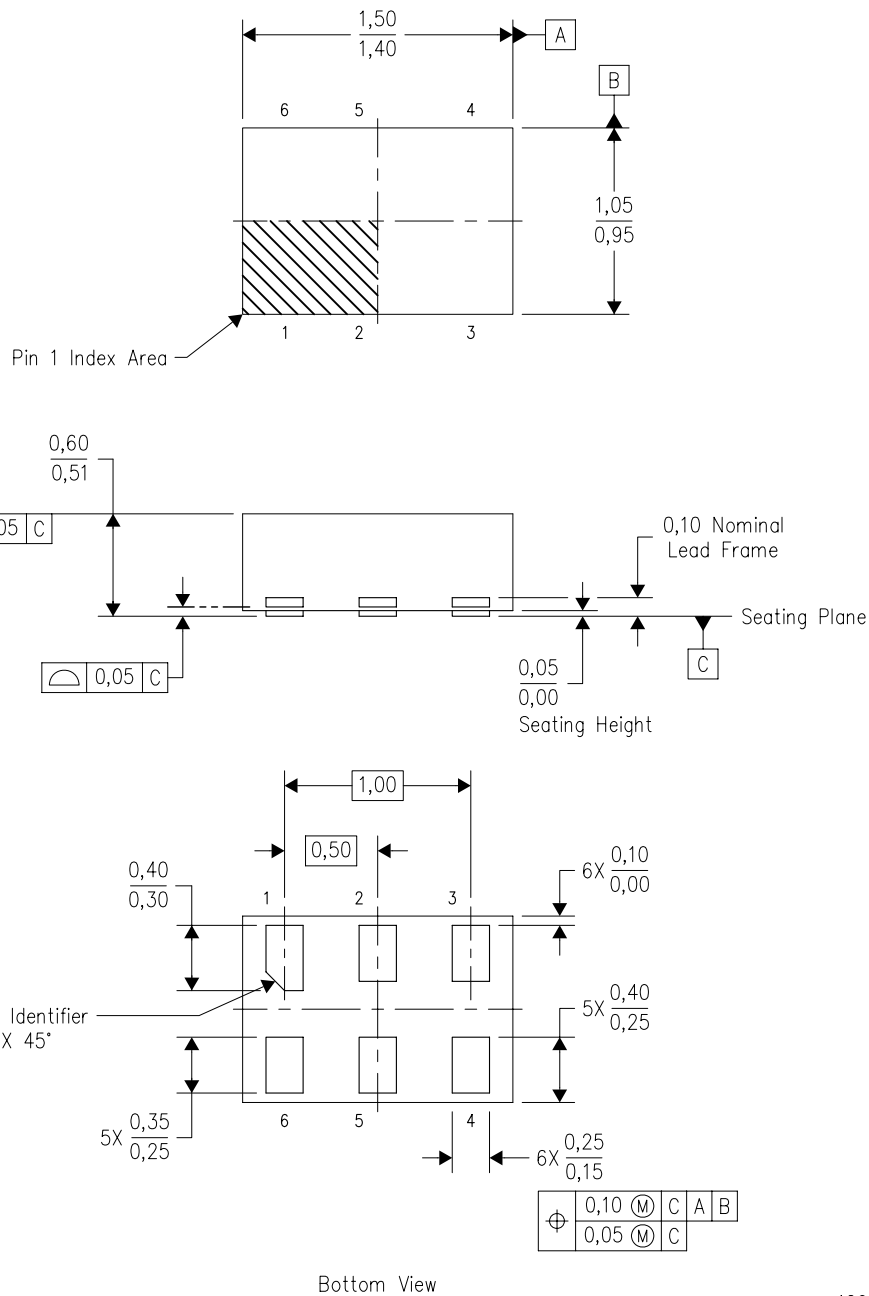 1,50
1,40
A
B
6 5 4
1,05
0,95
1 2 3
Pin 1 Index Area
0,60
0,51
05 C
0,10 Nominal
Lead Frame
Seating Plane
C
0,05 C
0,05
0,00
Seating Height
1,00
0,50
0,40
0,30
6X 0,10
0,00
1 2 3
Identifier
X 45°
5X 0,40
0,25
6 5 4
5X 0,35
0,25
6X 0,25
0,15
⌖ 0,10 Ⓜ C A B
0,05 Ⓜ C
Bottom View